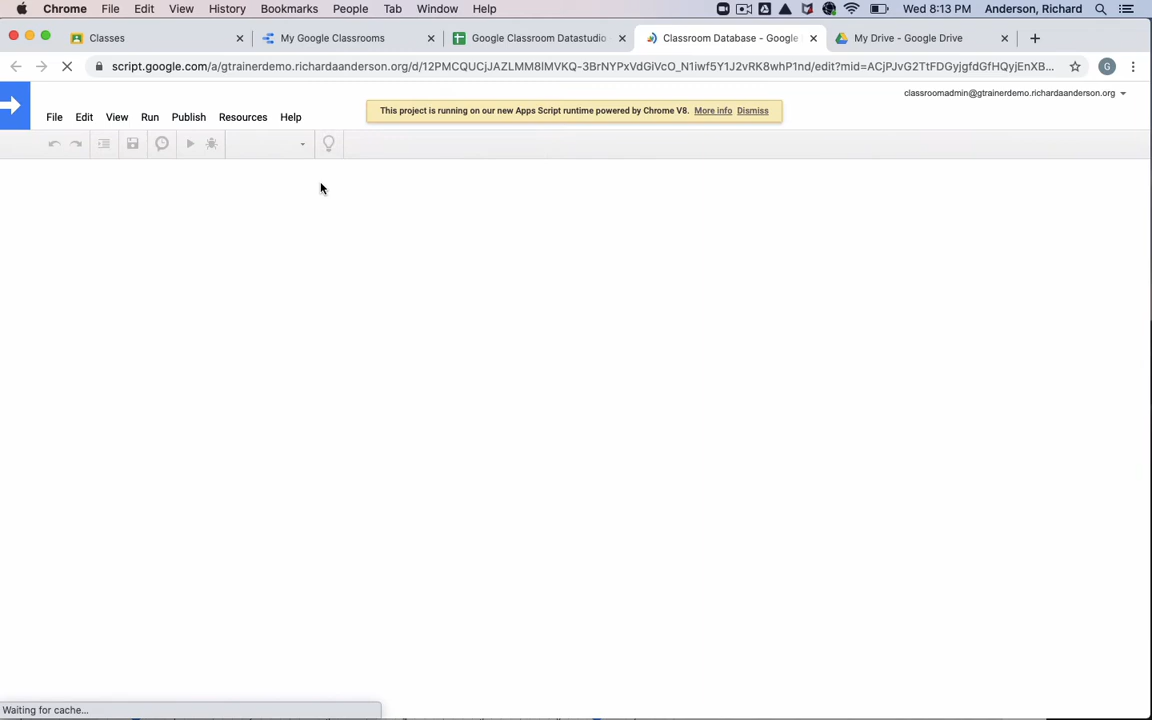 Chrome File Edit View History Bookmarks People Tab Window Help Wed 8:13 PM Anderson, Richard
Classes My Google Classrooms Google Classroom Datastudio Classroom Database - Google My Drive - Google Drive
script.google.com/a/gtrainerdemo.richardaanderson.org/d/12PMCQUCjJAZLMM8IMVKQ-3BrNYPxVdGiVcO_N1iwf5Y1J2vRK8whP1nd/edit?mid=ACjPJvG2TtFDGyjgfdGfHQyjEnXB... G
classroomadmin@gtrainerdemo.richardaanderson.org
This project is running on our new Apps Script runtime powered by Chrome V8. More info Dismiss
File Edit View Run Publish Resources Help
Waiting for cache...